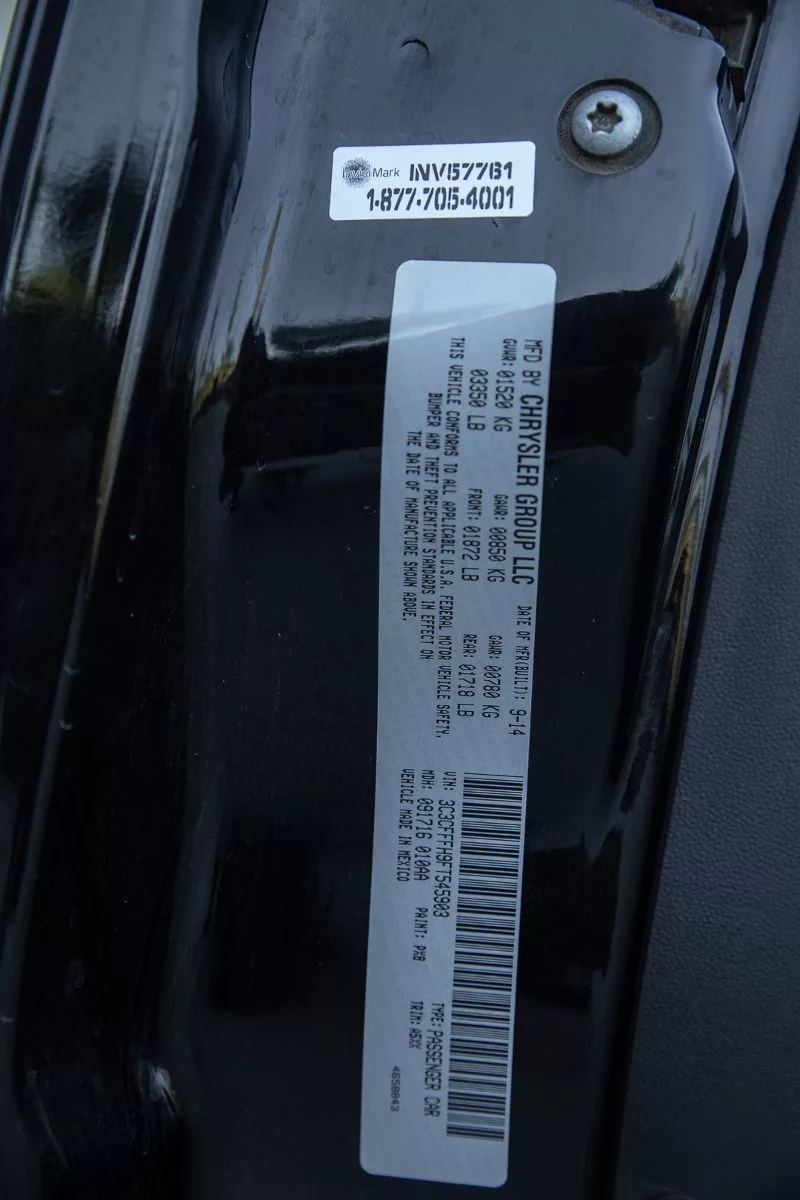 InvisiMark INV57761
1-877-705-4001
MFD BY CHRYSLER GROUP LLC DATE OF MFR(BUILT): 9-14
GVWR: 01520 KG GAWR: 00850 KG GAWR: 00780 KG
03350 LB FRONT: 01872 LB REAR: 01718 LB
THIS VEHICLE CONFORMS TO ALL APPLICABLE U.S.A. FEDERAL MOTOR VEHICLE SAFETY,
BUMPER AND THEFT PREVENTION STANDARDS IN EFFECT ON
THE DATE OF MANUFACTURE SHOWN ABOVE.
VIN: 3C3CFFFH9FT545903 TYPE: PASSENGER CAR
MDH: 091716 010AA PAINT: PX8 TRIM: A5XX
VEHICLE MADE IN MEXICO
4658843